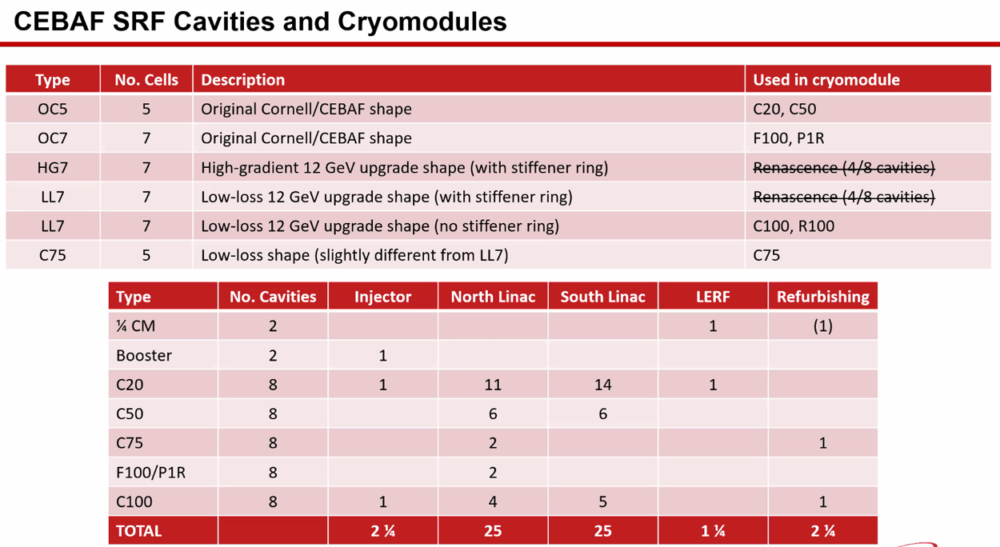 CEBAF SRF Cavities and Cryomodules
Type No. Cells Description Used in cryomodule
OC5 5 Original Cornell/CEBAF shape C20, C50
OC7 7 Original Cornell/CEBAF shape F100, P1R
HG7 7 High-gradient 12 GeV upgrade shape (with stiffener ring) Renascence (4/8 cavities)
LL7 7 Low-loss 12 GeV upgrade shape (with stiffener ring) Renascence (4/8 cavities)
LL7 7 Low-loss 12 GeV upgrade shape (no stiffener ring) C100, R100
C75 5 Low-loss shape (slightly different from LL7) C75
Type No. Cavities Injector North Linac South Linac LERF Refurbishing
¼ CM 2 1 (1)
Booster 2 1
C20 8 1 11 14 1
C50 8 6 6
C75 8 2 1
F100/P1R 8 2
C100 8 1 4 5 1
TOTAL 2 ¼ 25 25 1 ¼ 2 ¼